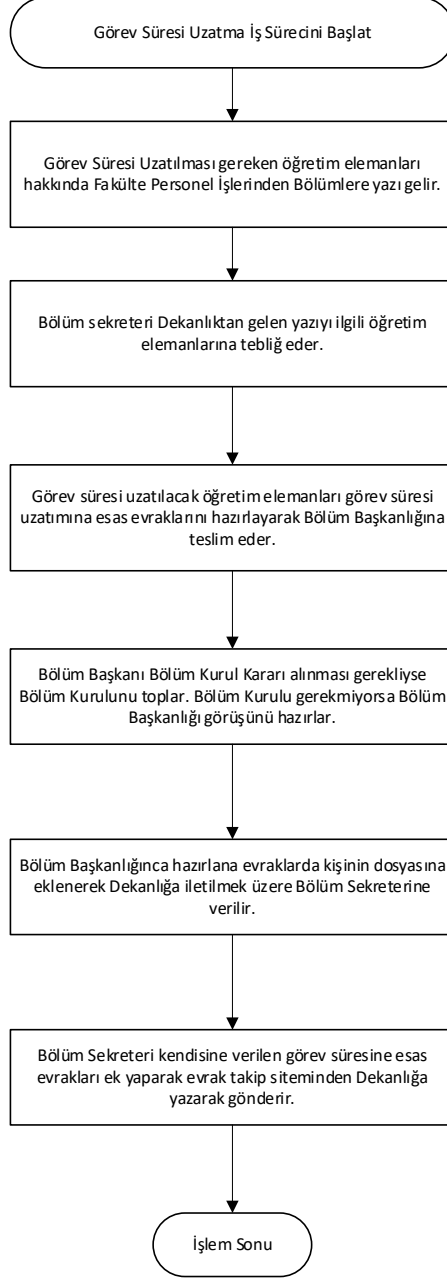 Görev Süresi Uzatma İş Sürecini Başlat
Görev Süresi Uzatılması gereken öğretim elemanları
hakkında Fakülte Personel İşlerinden Bölümlere yazı gelir.
Bölüm sekreteri Dekanlıktan gelen yazıyı ilgili öğretim
elemanlarına tebliğ eder.
Görev süresi uzatılacak öğretim elemanları görev süresi
uzatımına esas evraklarını hazırlayarak Bölüm Başkanlığına
teslim eder.
Bölüm Başkanı Bölüm Kurul Kararı alınması gerekliyse
Bölüm Kurulunu toplar. Bölüm Kurulu gerekmiyorsa Bölüm
Başkanlığı görüşünü hazırlar.
Bölüm Başkanlığınca hazırlana evraklarda kişinin dosyasına
eklenerek Dekanlığa iletilmek üzere Bölüm Sekreterine
verilir.
Bölüm Sekreteri kendisine verilen görev süresine esas
evrakları ek yaparak evrak takip siteminden Dekanlığa
yazarak gönderir.
İşlem Sonu